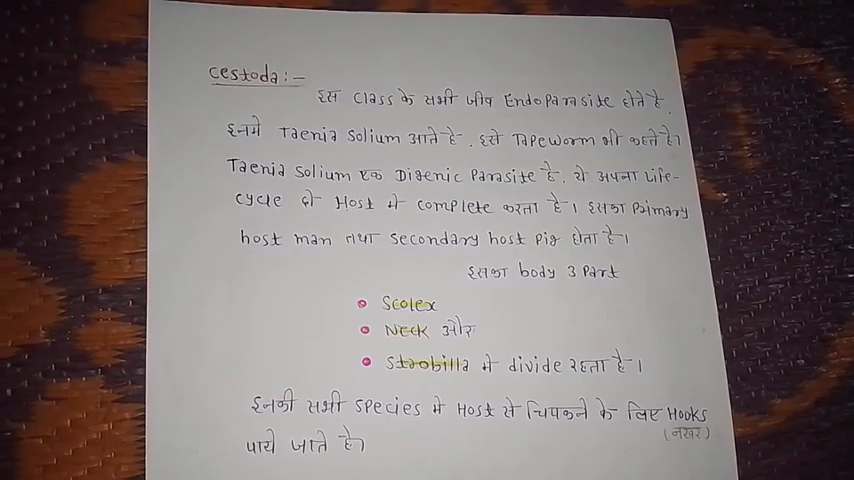 Cestoda :-
इस class के सभी जीव Endoparasite होते है.
इनमे Taenia solium आते है. इसे Tapeworm भी कहते है।
Taenia solium एक Digenic Parasite है. ये अपना Life-
cycle दो Host मे complete करता है। इसका Primary
host man तथा secondary host pig होता है।
इसका body 3 Part
• Scolex
• Neck और
• Strobilla मे divide रहता है।
इनकी सभी species मे Host से चिपकने के लिए Hooks
(नखर)
पाये जाते है।